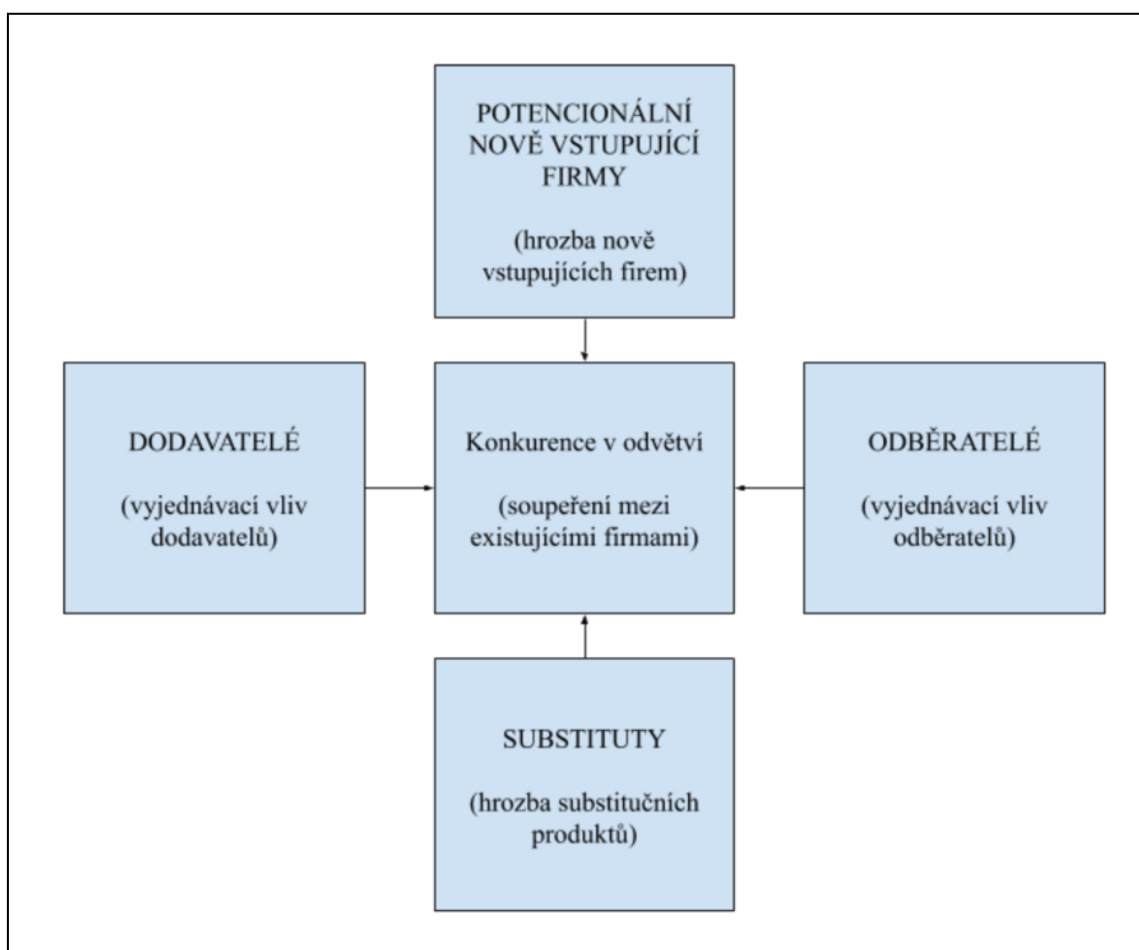 POTENCIONÁLNÍ
NOVĚ VSTUPUJÍCÍ
FIRMY
(hrozba nově
vstupujících firem)
DODAVATELÉ
(vyjednávací vliv
dodavatelů)
Konkurence v odvětví
(soupeření mezi
existujícími firmami)
ODBĚRATELÉ
(vyjednávací vliv
odběratelů)
SUBSTITUTY
(hrozba substitučních
produktů)